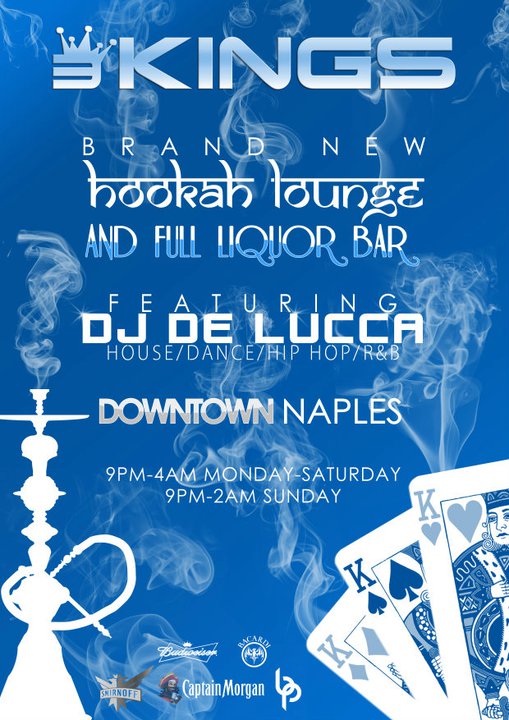 3 KINGS
BRAND NEW
hookah lounge
AND FULL LIQUOR BAR
FEATURING
DJ DE LUCCA
HOUSE/DANCE/HIP HOP/R&B
DOWNTOWN NAPLES
9PM-4AM MONDAY-SATURDAY
9PM-2AM SUNDAY
K
K
K
K
Budweiser
BACARDI
SMIRNOFF
Captain Morgan